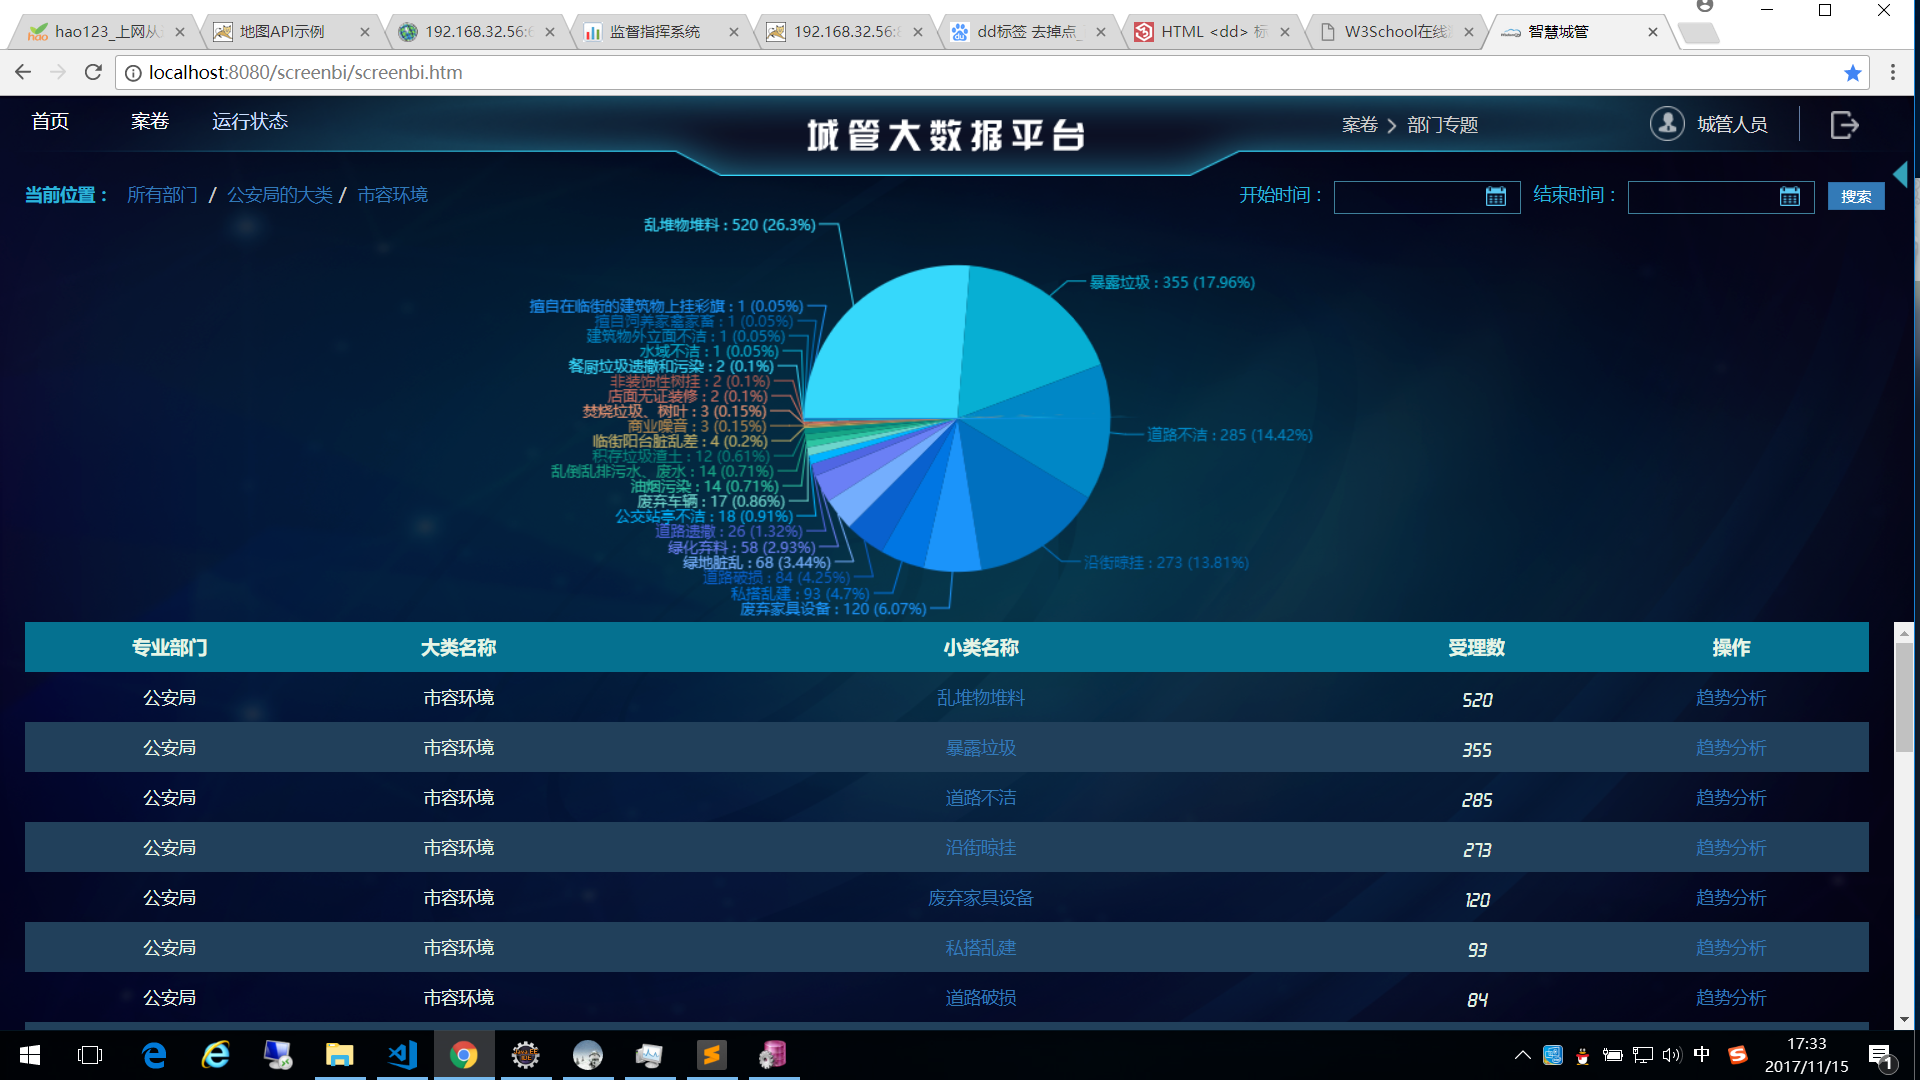 hao123_上网从
地图API示例
192.168.32.56:
监督指挥系统
192.168.32.56:
dd标签 去掉点_
HTML <dd> 标
W3School在线
智慧城管
localhost:8080/screenbi/screenbi.htm
首页 案卷 运行状态
城管大数据平台
案卷 > 部门专题
城管人员
当前位置： 所有部门 / 公安局的大类 / 市容环境
开始时间： 结束时间： 搜索
乱堆物堆料 : 520 (26.3%)
暴露垃圾 : 355 (17.96%)
擅自在临街的建筑物上挂彩旗 : 1 (0.05%)
擅自饲养家禽家畜 : 1 (0.05%)
建筑物外立面不洁 : 1 (0.05%)
水域不洁 : 1 (0.05%)
餐厨垃圾遗撒和污染 : 2 (0.1%)
非装饰性树挂 : 2 (0.1%)
店面无证装修 : 2 (0.1%)
焚烧垃圾、树叶 : 3 (0.15%)
商业噪音 : 3 (0.15%)
临街阳台脏乱差 : 4 (0.2%)
道路不洁 : 285 (14.42%)
积存垃圾渣土 : 12 (0.61%)
乱倒乱排污水、废水 : 14 (0.71%)
油烟污染 : 14 (0.71%)
废弃车辆 : 17 (0.86%)
公交站亭不洁 : 18 (0.91%)
道路遗撒 : 26 (1.32%)
绿化弃料 : 58 (2.93%)
绿地脏乱 : 68 (3.44%)
沿街晾挂 : 273 (13.81%)
道路破损 : 84 (4.25%)
私搭乱建 : 93 (4.7%)
废弃家具设备 : 120 (6.07%)
专业部门 大类名称 小类名称 受理数 操作
公安局 市容环境 乱堆物堆料 520 趋势分析
公安局 市容环境 暴露垃圾 355 趋势分析
公安局 市容环境 道路不洁 285 趋势分析
公安局 市容环境 沿街晾挂 273 趋势分析
公安局 市容环境 废弃家具设备 120 趋势分析
公安局 市容环境 私搭乱建 93 趋势分析
公安局 市容环境 道路破损 84 趋势分析
中
17:33
2017/11/15
1